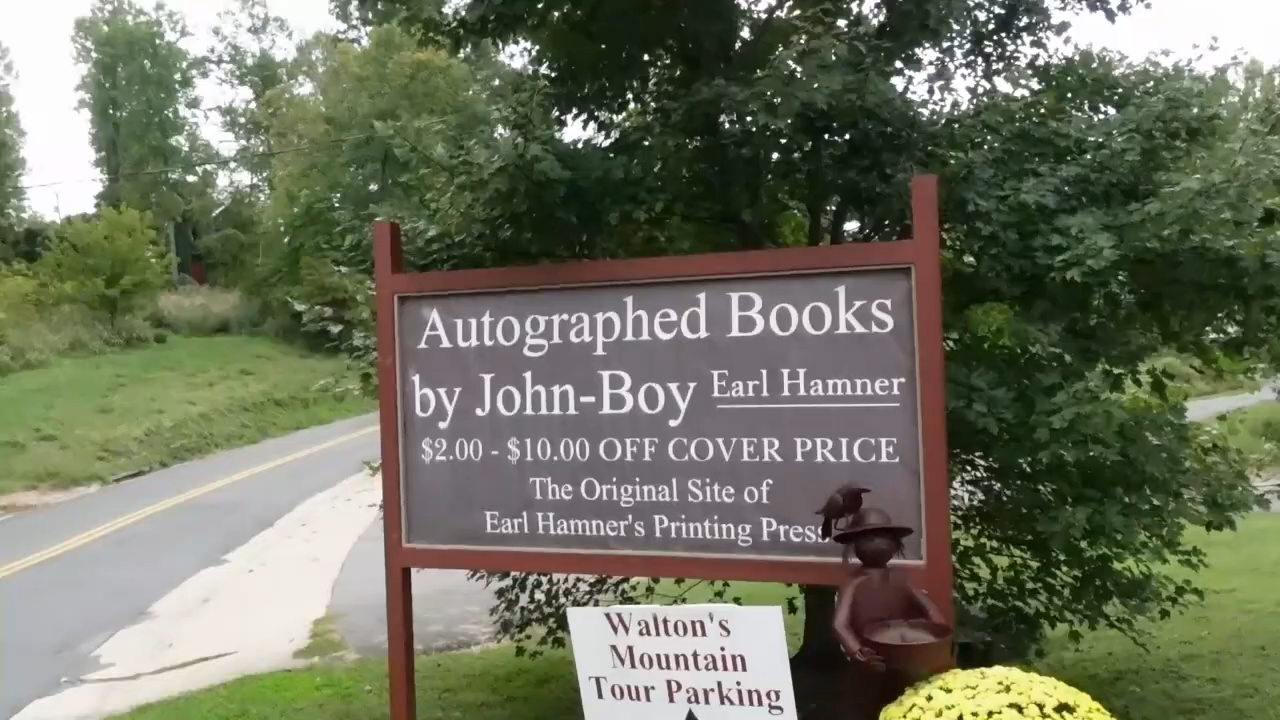 Autographed Books
by John-Boy Earl Hamner
$2.00 - $10.00 OFF COVER PRICE
The Original Site of
Earl Hamner's Printing Press
Walton's
Mountain
Tour Parking